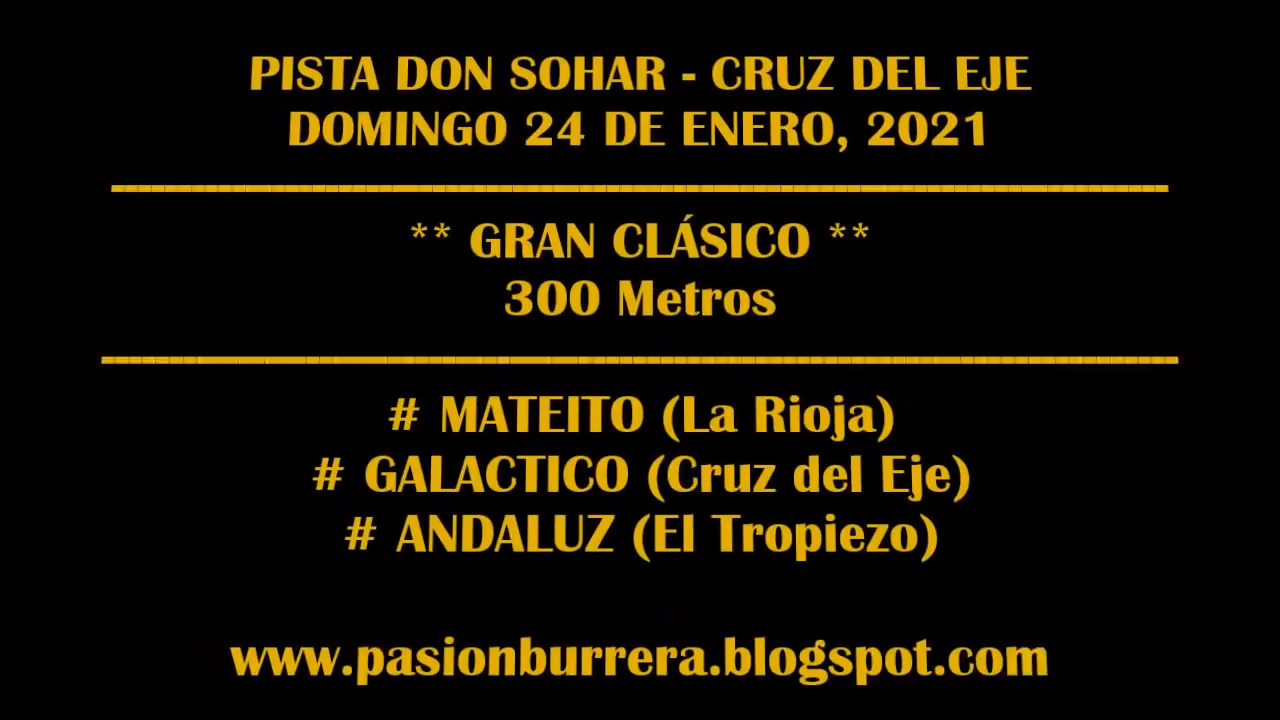 PISTA DON SOHAR - CRUZ DEL EJE
DOMINGO 24 DE ENERO, 2021
** GRAN CLÁSICO **
300 Metros
# MATEITO (La Rioja)
# GALACTICO (Cruz del Eje)
# ANDALUZ (El Tropiezo)
www.pasionburrera.blogspot.com